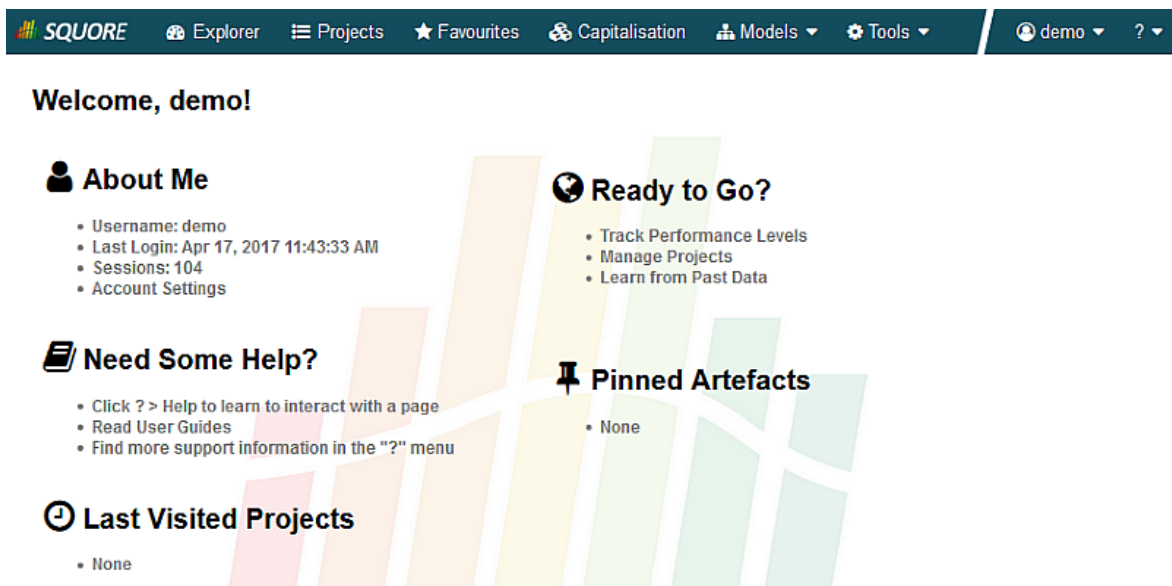 SQUORE Explorer Projects Favourites Capitalisation Models Tools demo ?
Welcome, demo!
About Me
Username: demo
Last Login: Apr 17, 2017 11:43:33 AM
Sessions: 104
Account Settings
Ready to Go?
Track Performance Levels
Manage Projects
Learn from Past Data
Need Some Help?
Click ? > Help to learn to interact with a page
Read User Guides
Find more support information in the "?" menu
Pinned Artefacts
None
Last Visited Projects
None